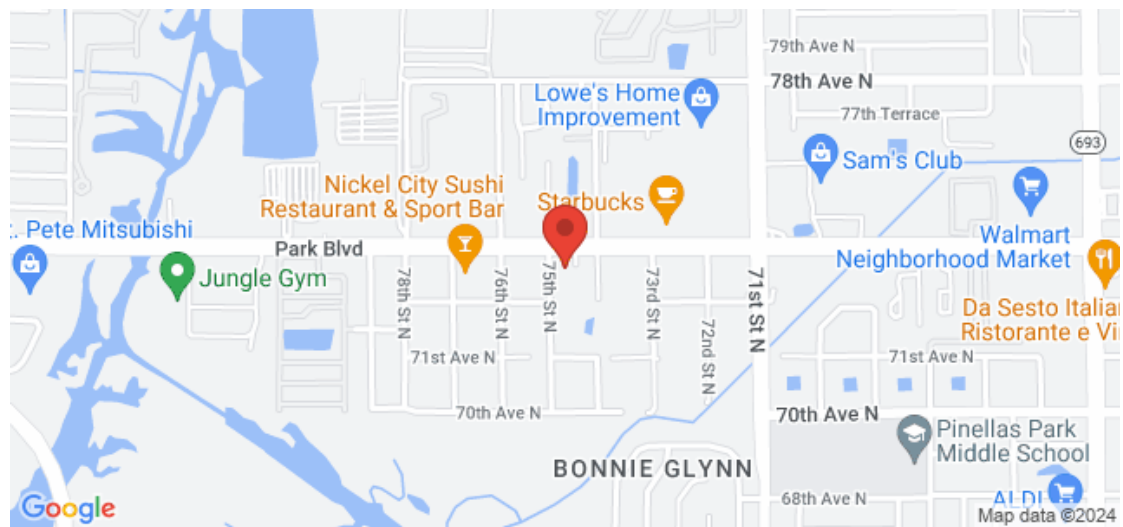 79th Ave N
78th Ave N
Lowe's Home
Improvement
77th Terrace
693
Sam's Club
Nickel City Sushi
Restaurant & Sport Bar
Starbucks
. Pete Mitsubishi
Park Blvd
Walmart
Neighborhood Market
Jungle Gym
78th St N
76th St N
75th St N
73rd St N
71st St N
72nd St N
Da Sesto Italiar
Ristorante e Vi
71st Ave N
71st Ave N
70th Ave N
70th Ave N
Pinellas Park
Middle School
BONNIE GLYNN
68th Ave N
ALDI
Google
Map data ©2024